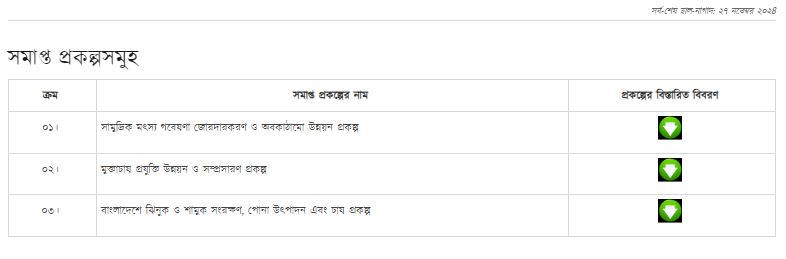 সর্ব-শেষ হাল-নাগাদ: ২৭ নভেম্বর ২০২৪
সমাপ্ত প্রকল্পসমুহ
ক্রম সমাপ্ত প্রকল্পের নাম প্রকল্পের বিস্তারিত বিবরণ
০১। সামুদ্রিক মৎস্য গবেষণা জোরদারকরণ ও অবকাঠামো উন্নয়ন প্রকল্প
০২। মুক্তাচাষ প্রযুক্তি উন্নয়ন ও সম্প্রসারণ প্রকল্প
০৩। বাংলাদেশে ঝিনুক ও শামুক সংরক্ষণ, পোনা উৎপাদন এবং চাষ প্রকল্প